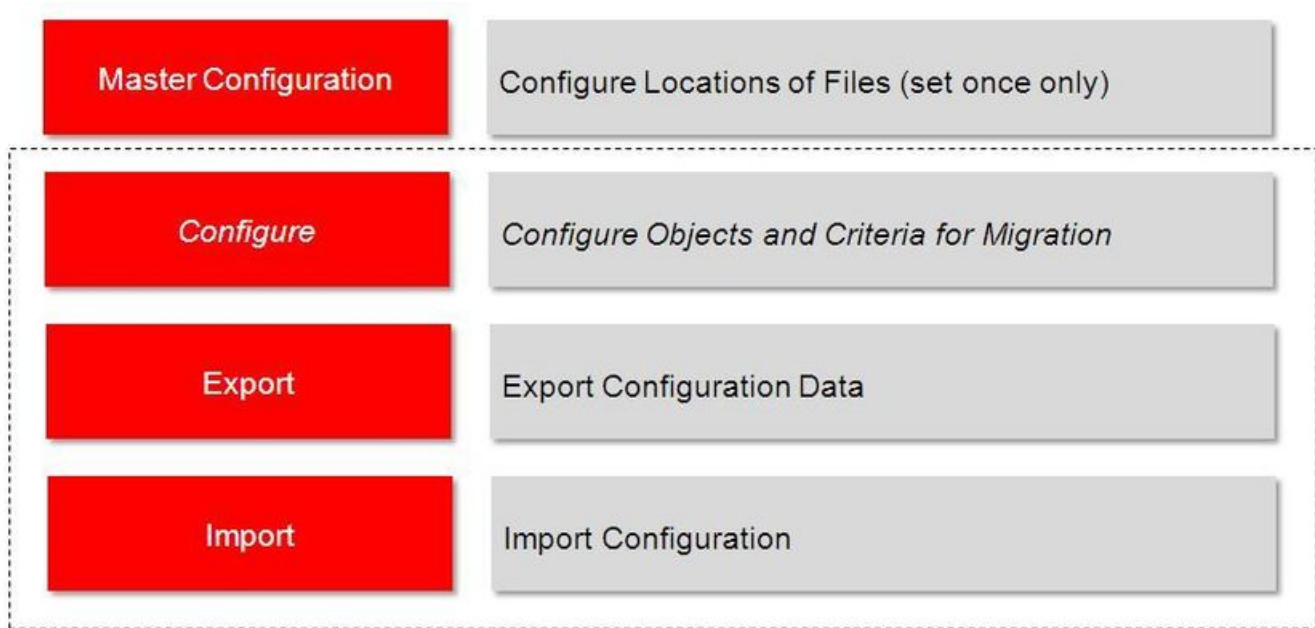 Master Configuration
Configure Locations of Files (set once only)
Configure
Configure Objects and Criteria for Migration
Export
Export Configuration Data
Import
Import Configuration